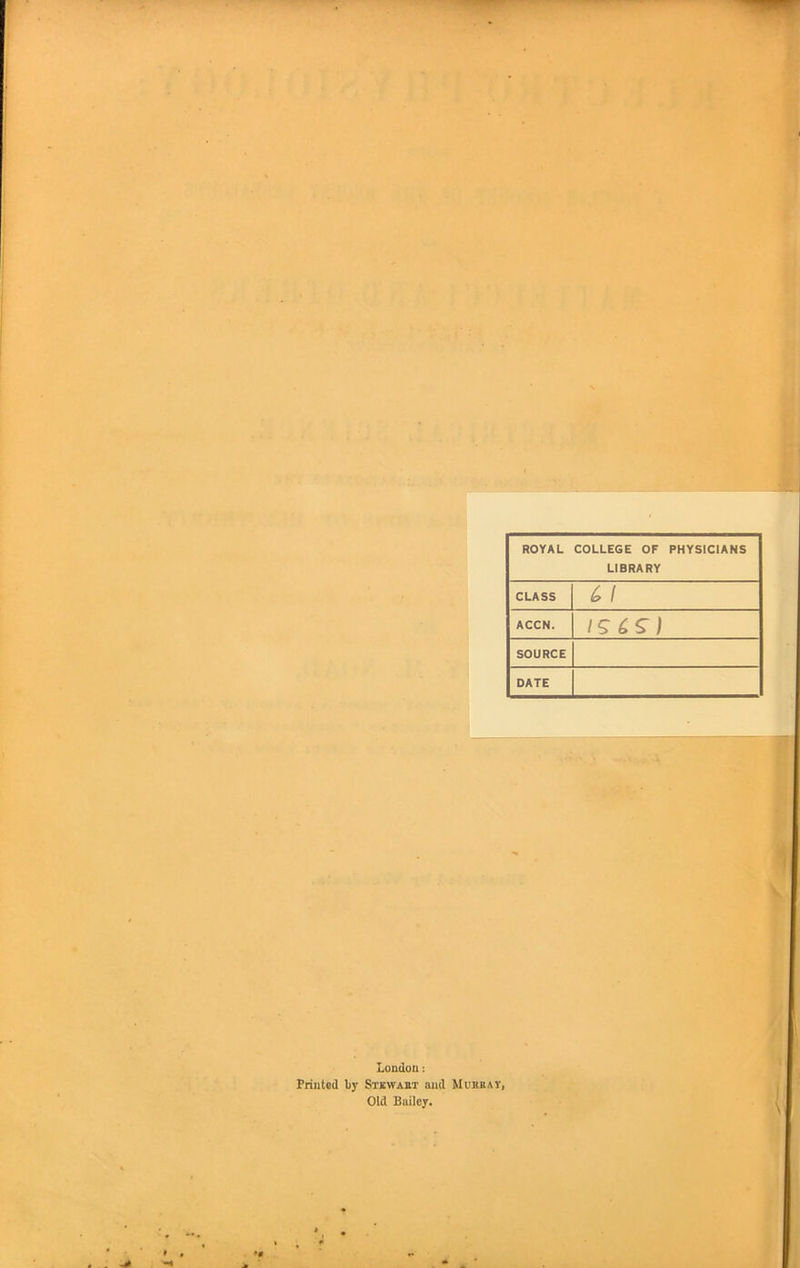 ROYAL COLLEGE OF PHYSICIANS
LIBRARY
CLASS 61
ACCN. 15651
SOURCE
DATE
London:
Printed by Stewart and Murray,
Old Bailey.